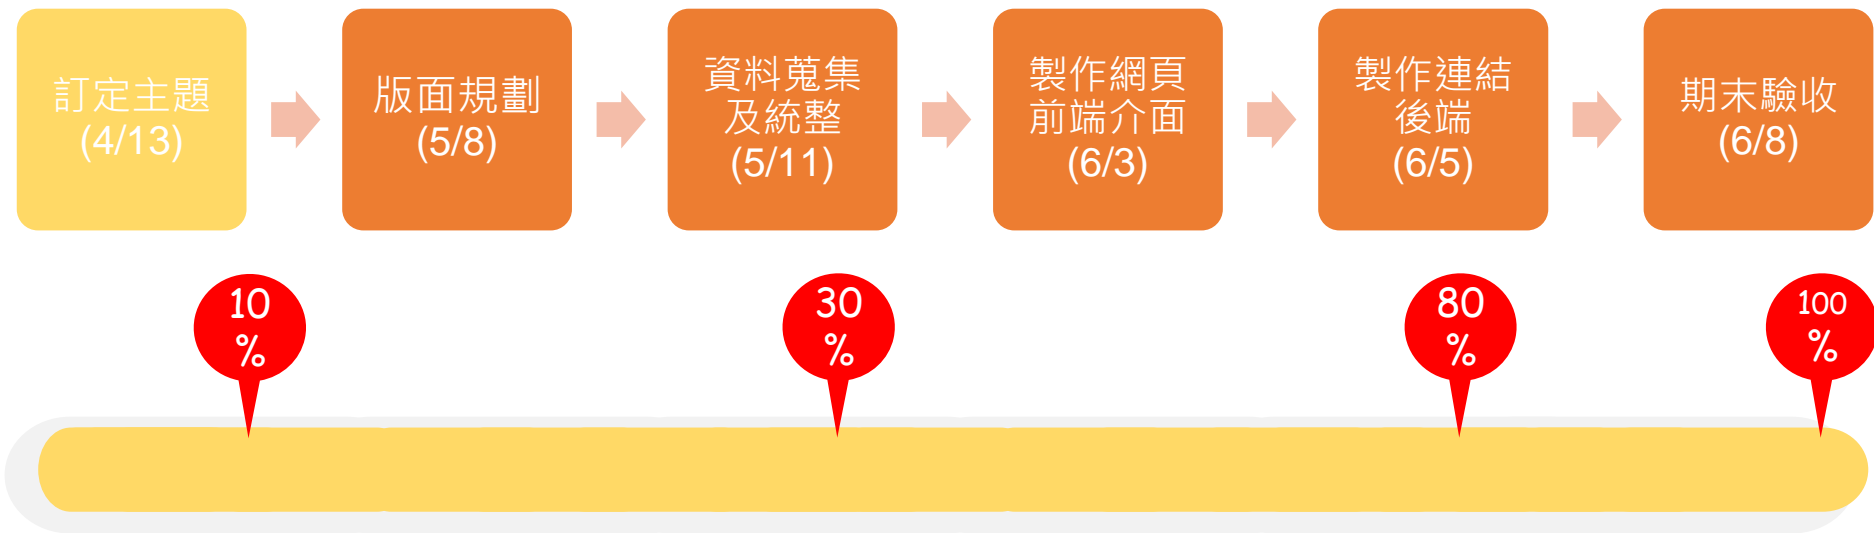 訂定主題
(4/13)
版面規劃
(5/8)
資料蒐集
及統整
(5/11)
製作網頁
前端介面
(6/3)
製作連結
後端
(6/5)
期末驗收
(6/8)
10
%
30
%
80
%
100
%